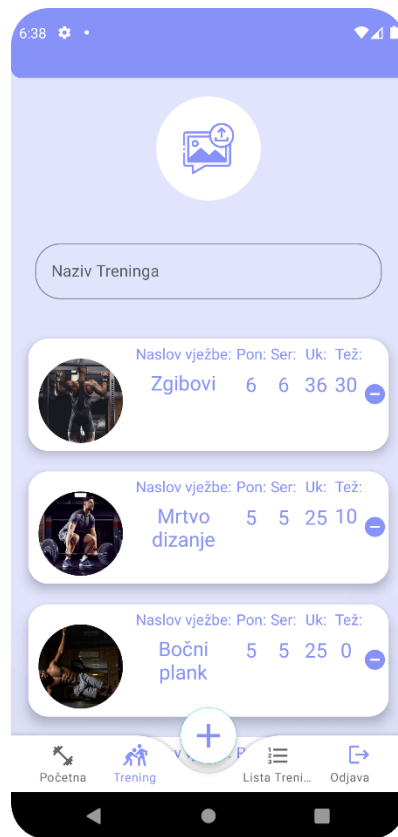 6:38
Naziv Treninga
Naslov vježbe: Pon: Ser: Uk: Tež:
Zgibovi 6 6 36 30
Naslov vježbe: Pon: Ser: Uk: Tež:
Mrtvo 5 5 25 10
dizanje
Naslov vježbe: Pon: Ser: Uk: Tež:
Bočni 5 5 25 0
plank
Početna Trening Lista Treni... Odjava